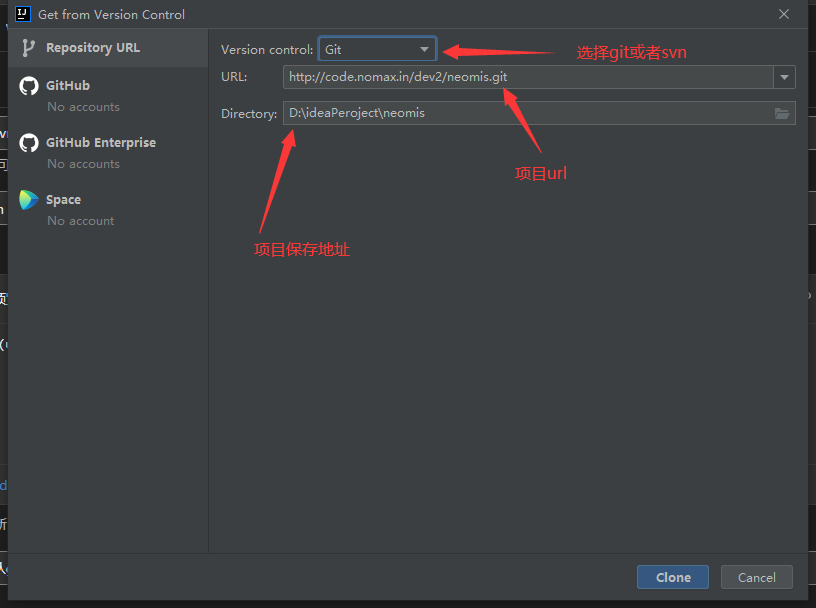 Get from Version Control
Repository URL
GitHub
No accounts
GitHub Enterprise
No accounts
Space
No account
Version control: Git
选择git或者svn
URL: http://code.nomax.in/dev2/neomis.git
Directory: D:\ideaPeroject\neomis
项目url
项目保存地址
Clone
Cancel